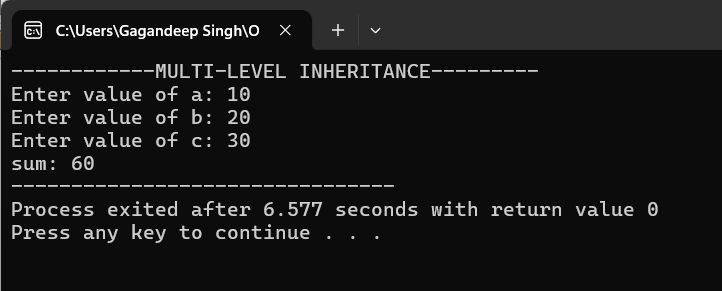 C:\Users\Gagandeep Singh\O
------------MULTI-LEVEL INHERITANCE---------
Enter value of a: 10
Enter value of b: 20
Enter value of c: 30
sum: 60
--------------------------------
Process exited after 6.577 seconds with return value 0
Press any key to continue . . .